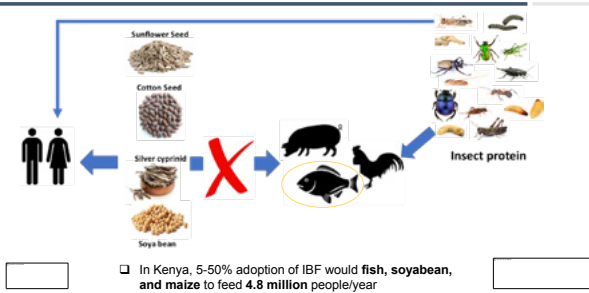 Sunflower Seed
Cotton Seed
Silver cyprinid
Soya bean
Insect protein
In Kenya, 5-50% adoption of IBF would fish, soyabean,
and maize to feed 4.8 million people/year